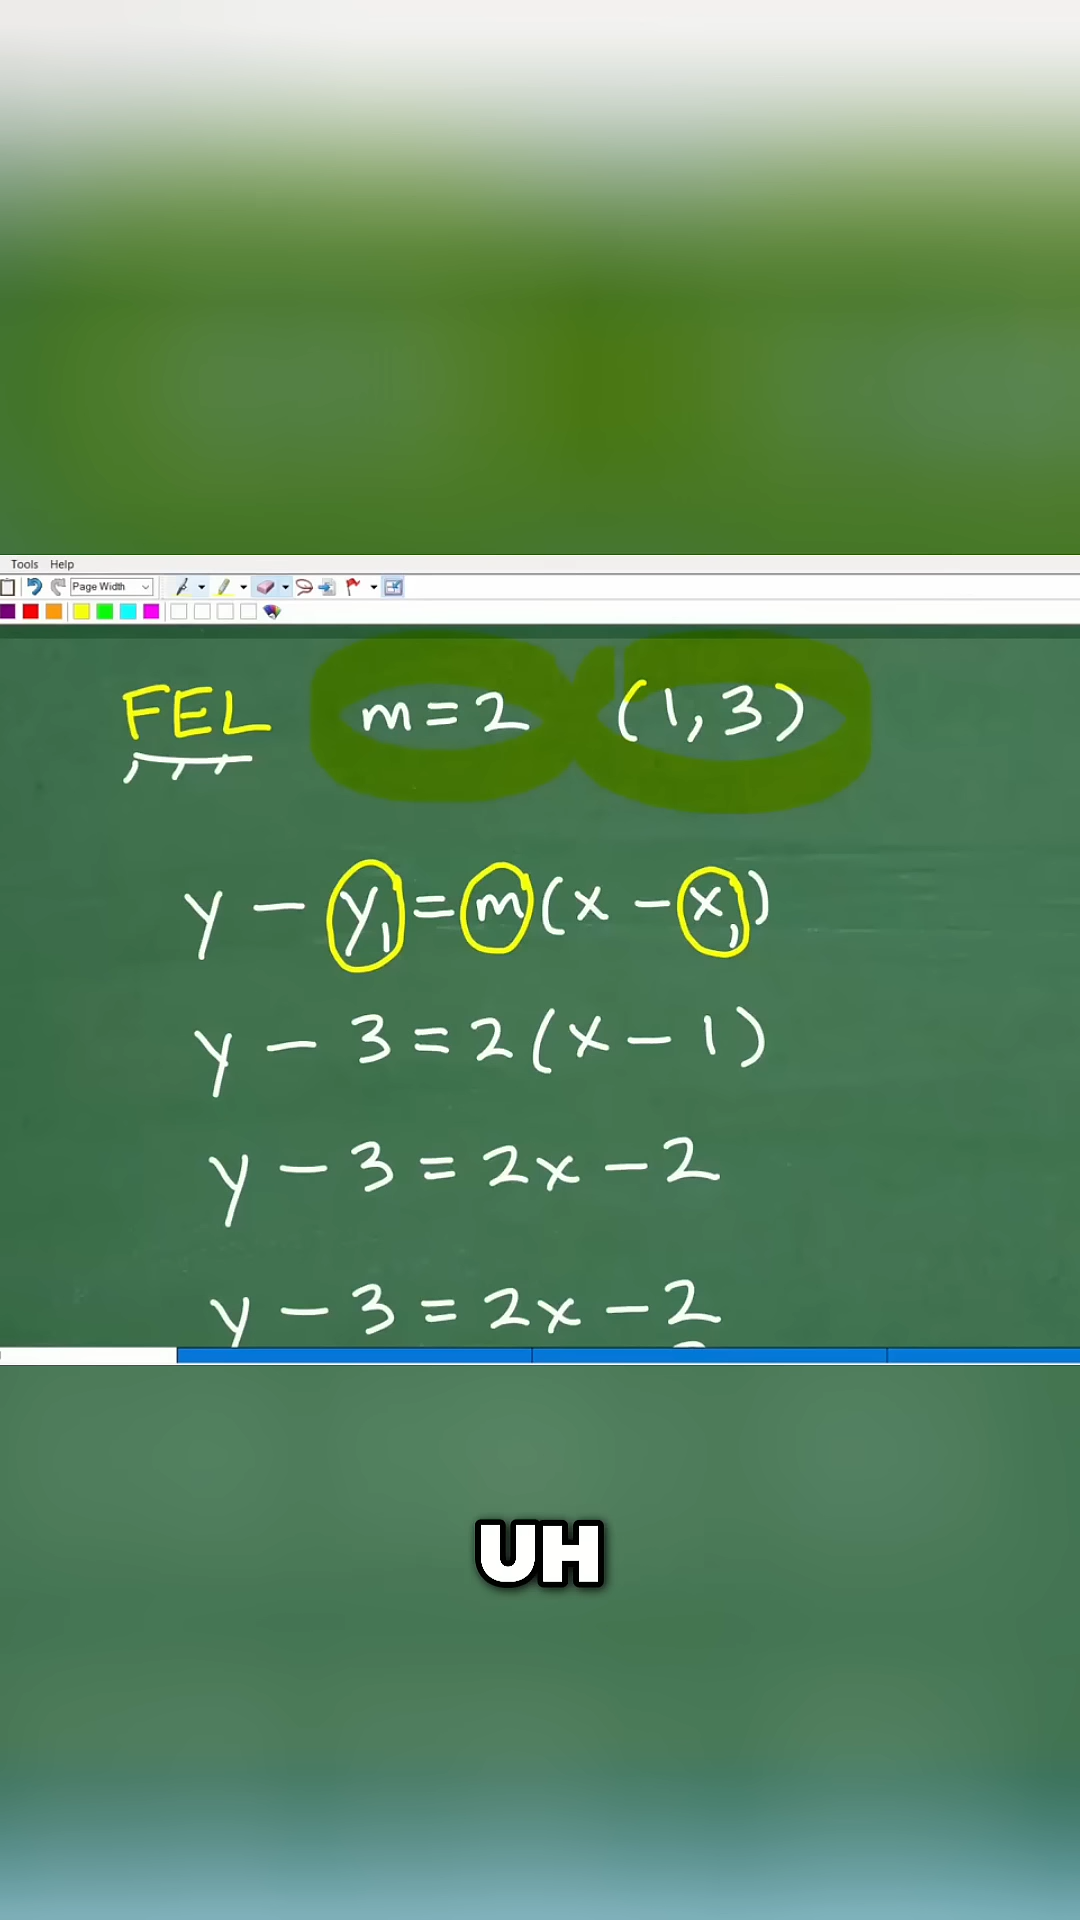 Tools Help
Page Width
FEL m = 2 (1, 3)
y - y₁ = m(x - x₁)
y - 3 = 2(x - 1)
y - 3 = 2x - 2
y - 3 = 2x - 2
UH